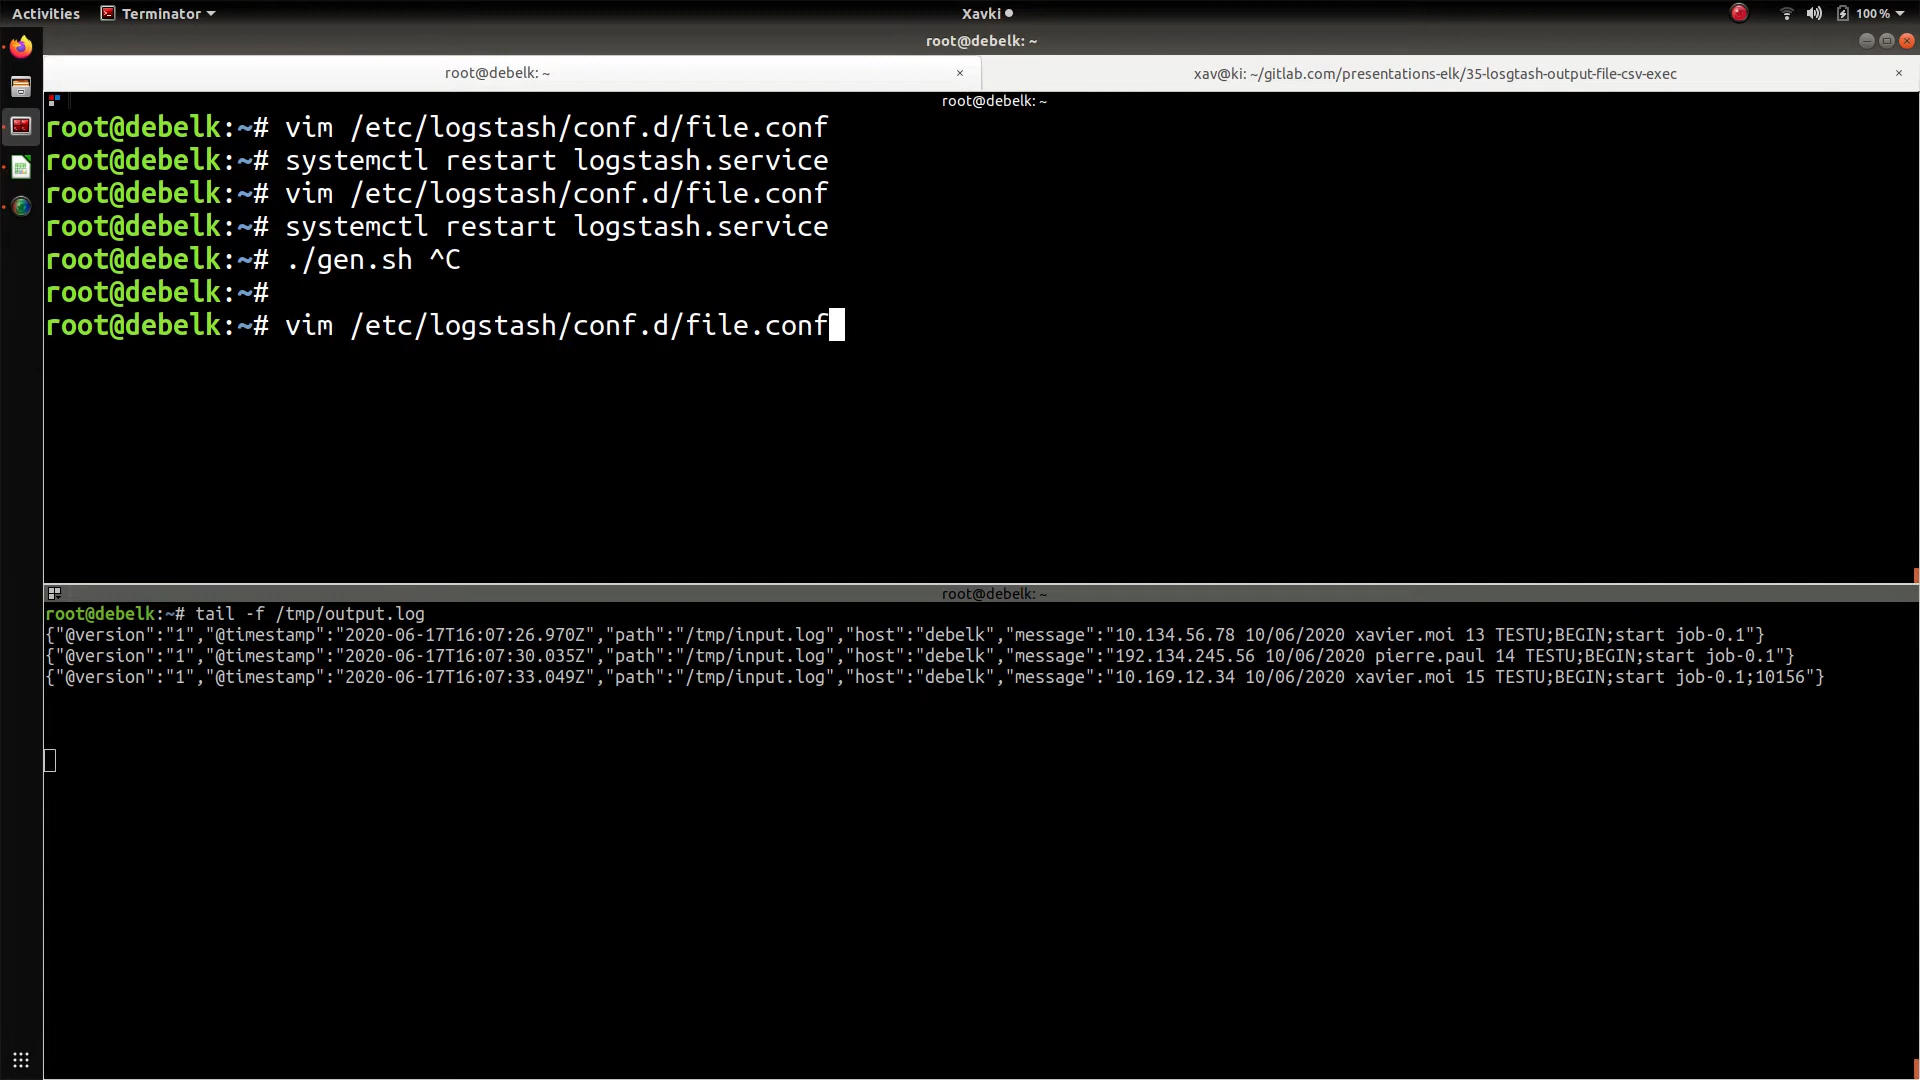 Activities Terminator Xavki 100 %
root@debelk: ~
root@debelk: ~ × xav@ki: ~/gitlab.com/presentations-elk/35-losgtash-output-file-csv-exec ×
root@debelk: ~
root@debelk:~# vim /etc/logstash/conf.d/file.conf
root@debelk:~# systemctl restart logstash.service
root@debelk:~# vim /etc/logstash/conf.d/file.conf
root@debelk:~# systemctl restart logstash.service
root@debelk:~# ./gen.sh ^C
root@debelk:~#
root@debelk:~# vim /etc/logstash/conf.d/file.conf
root@debelk: ~
root@debelk:~# tail -f /tmp/output.log
{"@version":"1","@timestamp":"2020-06-17T16:07:26.970Z","path":"/tmp/input.log","host":"debelk","message":"10.134.56.78 10/06/2020 xavier.moi 13 TESTU;BEGIN;start job-0.1"}
{"@version":"1","@timestamp":"2020-06-17T16:07:30.035Z","path":"/tmp/input.log","host":"debelk","message":"192.134.245.56 10/06/2020 pierre.paul 14 TESTU;BEGIN;start job-0.1"}
{"@version":"1","@timestamp":"2020-06-17T16:07:33.049Z","path":"/tmp/input.log","host":"debelk","message":"10.169.12.34 10/06/2020 xavier.moi 15 TESTU;BEGIN;start job-0.1;10156"}